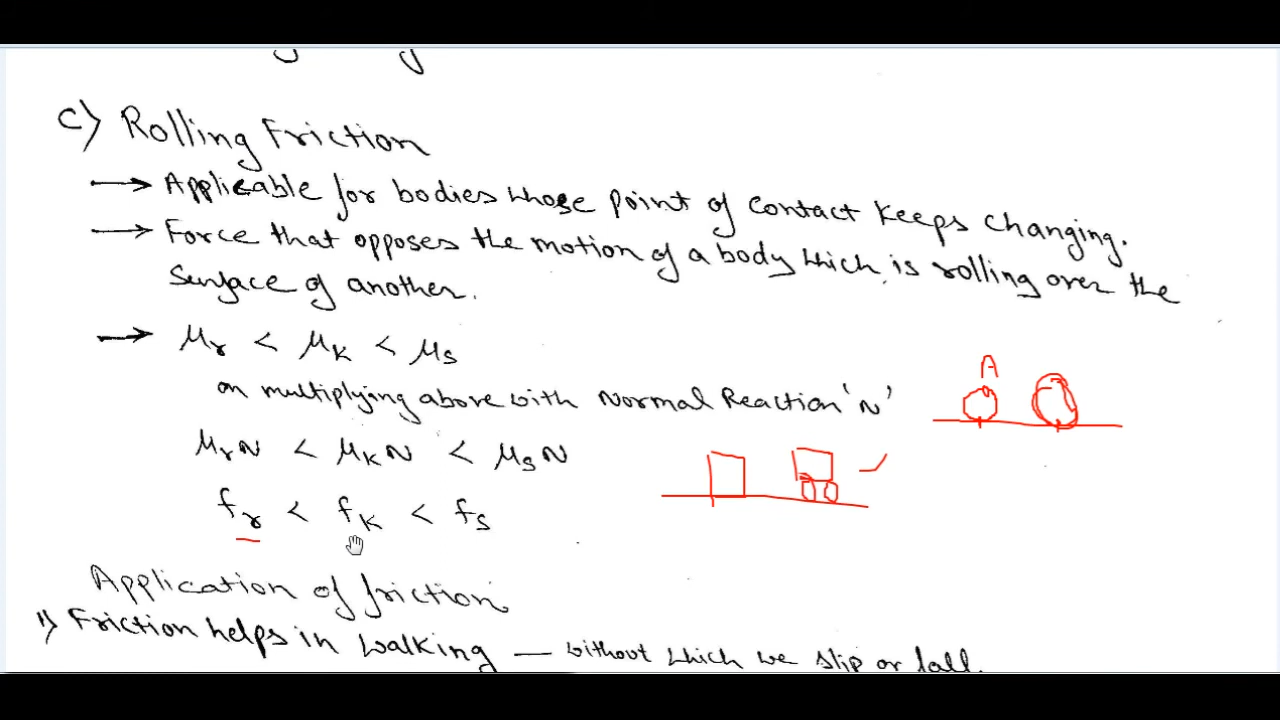 c) Rolling Friction
→ Applicable for bodies whose point of contact keeps changing.
→ Force that opposes the motion of a body which is rolling over the
surface of another.
→ μr < μK < μS
on multiplying above with Normal Reaction 'N'
A
μrN < μKN < μSN
fr < fK < fS
Application of friction
1) Friction helps in walking — without which we slip or fall.